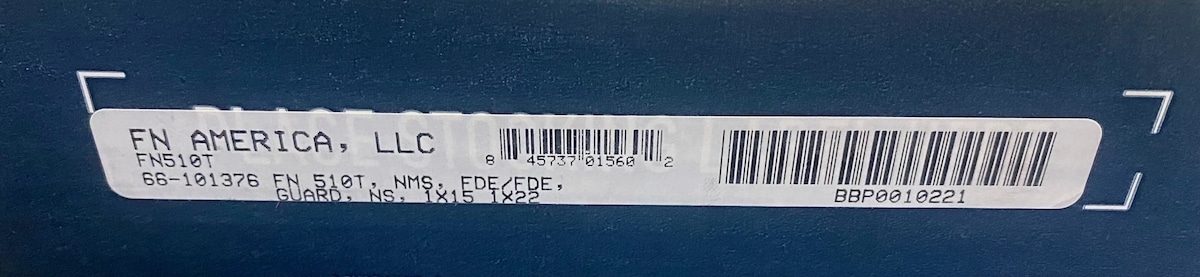 FN AMERICA, LLC
FN510T
66-101376 FN 510T, NMS, FDE/FDE,
GUARD, NS, 1X15 1X22
8 45737 01560 2
BBP0010221